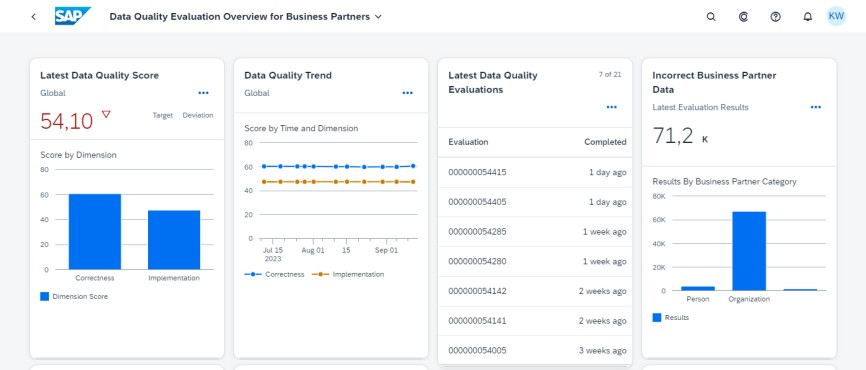 SAP
Data Quality Evaluation Overview for Business Partners
KW
Latest Data Quality Score
Global
54,10
Target Deviation
Score by Dimension
80
60
40
20
0
Correctness Implementation
Dimension Score
Data Quality Trend
Global
Score by Time and Dimension
80
60
40
20
0
Jul 15 Aug 01 15 Sep 01
2023
Correctness Implementation
Latest Data Quality
Evaluations
7 of 21
Evaluation Completed
000000054415 1 day ago
000000054405 1 day ago
000000054285 1 week ago
000000054280 1 week ago
000000054142 2 weeks ago
000000054141 2 weeks ago
000000054005 3 weeks ago
Incorrect Business Partner
Data
Latest Evaluation Results
71,2 K
Results By Business Partner Category
80K
60K
40K
20K
0
Person Organization
Results